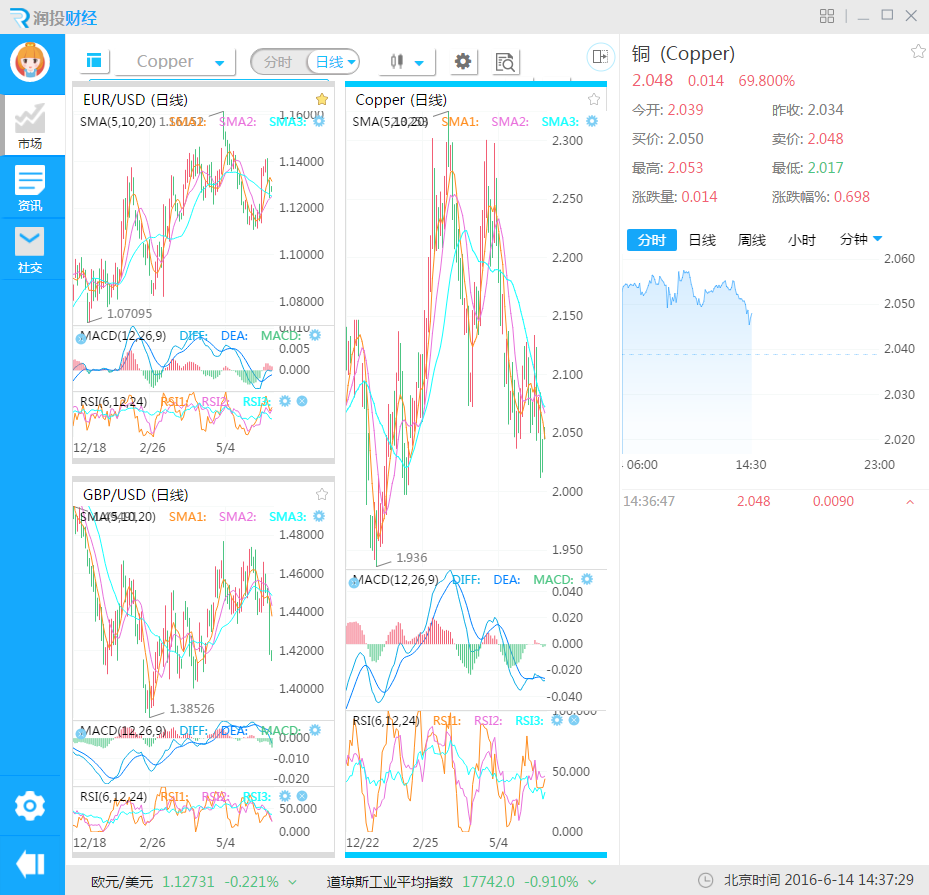 润投财经
市场
资讯
社交
Copper
分时
日线
EUR/USD (日线)
SMA(5,10,20)
SMA1:
SMA2:
SMA3:
1.16000
1.14000
1.12000
1.10000
1.08000
1.07095
MACD(12,26,9)
DIFF:
DEA:
MACD:
0.010
0.005
0.000
RSI(6,12,24)
RSI1:
RSI2:
RSI3:
12/18
2/26
5/4
GBP/USD (日线)
SMA(5,10,20)
SMA1:
SMA2:
SMA3:
1.48000
1.46000
1.44000
1.42000
1.40000
1.38526
MACD(12,26,9)
DIFF:
DEA:
MACD:
0.000
-0.010
-0.020
RSI(6,12,24)
RSI1:
RSI2:
RSI3:
50.000
0.000
12/18
2/26
5/4
Copper (日线)
SMA(5,10,20)
SMA1:
SMA2:
SMA3:
2.300
2.250
2.200
2.150
2.100
2.050
2.000
1.950
1.936
MACD(12,26,9)
DIFF:
DEA:
MACD:
0.040
0.020
0.000
-0.020
-0.040
RSI(6,12,24)
RSI1:
RSI2:
RSI3:
100.000
50.000
0.000
12/22
2/25
5/4
铜 (Copper)
2.048 0.014 69.800%
今开: 2.039 昨收: 2.034
买价: 2.050 卖价: 2.048
最高: 2.053 最低: 2.017
涨跌量: 0.014 涨跌幅%: 0.698
分时 日线 周线 小时 分钟
2.060
2.050
2.040
2.030
2.020
06:00 14:30 23:00
14:36:47 2.048 0.0090
欧元/美元 1.12731 -0.221% 道琼斯工业平均指数 17742.0 -0.910% 北京时间 2016-6-14 14:37:29